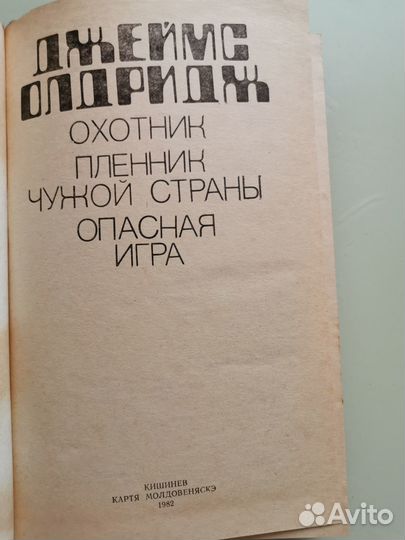 ДЖЕЙМС
ОЛДРИДЖ
ОХОТНИК
ПЛЕННИК
ЧУЖОЙ СТРАНЫ
ОПАСНАЯ
ИГРА
КИШИНЕВ
КАРТЯ МОЛДОВЕНЯСКЭ
1982
Avito